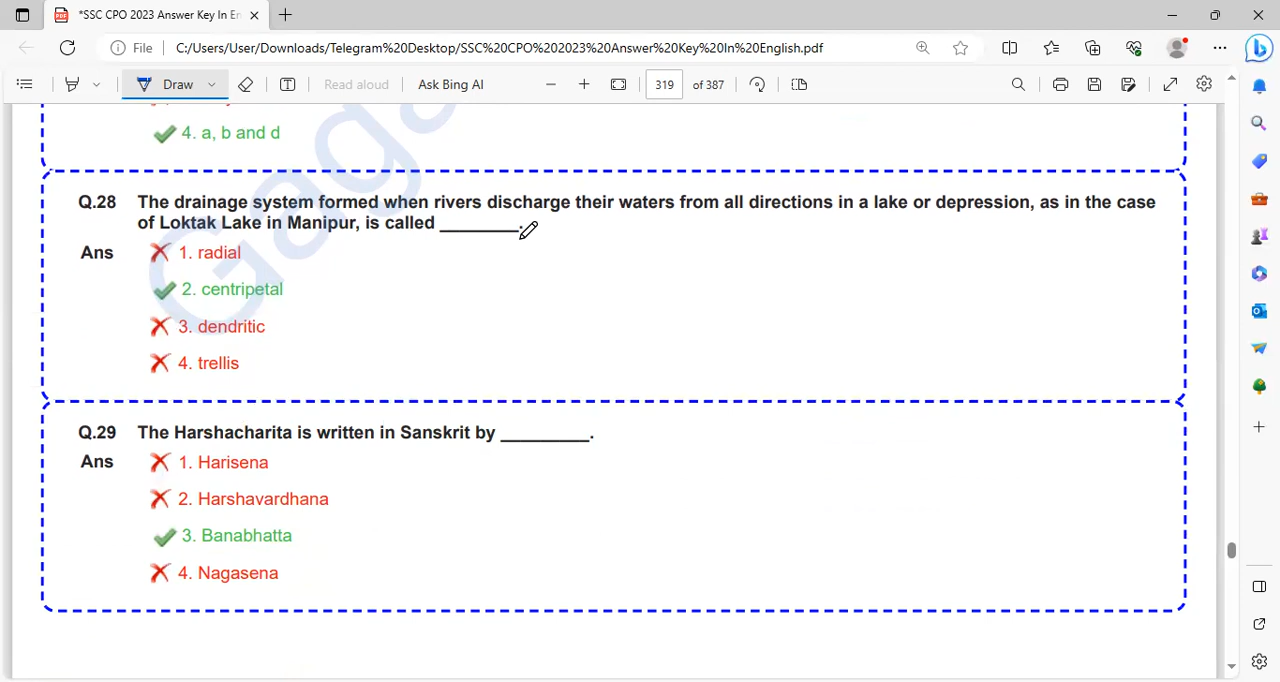 *SSC CPO 2023 Answer Key In En
File
C:/Users/User/Downloads/Telegram%20Desktop/SSC%20CPO%202023%20Answer%20Key%20In%20English.pdf
Draw
Read aloud
Ask Bing AI
319 of 387
4. a, b and d
Q.28 The drainage system formed when rivers discharge their waters from all directions in a lake or depression, as in the case
of Loktak Lake in Manipur, is called ________.
Ans 1. radial
2. centripetal
3. dendritic
4. trellis
Q.29 The Harshacharita is written in Sanskrit by _________.
Ans 1. Harisena
2. Harshavardhana
3. Banabhatta
4. Nagasena